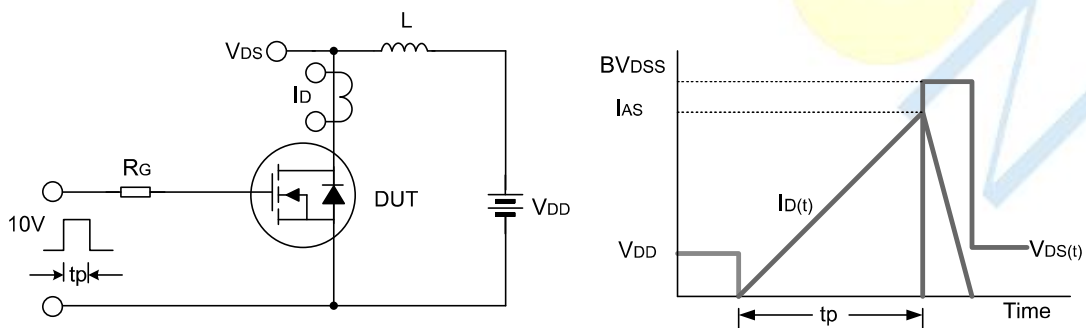 VDS
L
ID
RG
DUT
VDD
10V
tp
BVDSS
IAS
ID(t)
VDD
VDS(t)
tp
Time